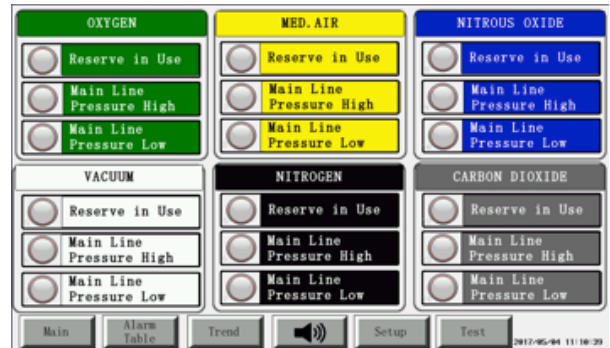 OXYGEN
Reserve in Use
Main Line
Pressure High
Main Line
Pressure Low
MED. AIR
Reserve in Use
Main Line
Pressure High
Main Line
Pressure Low
NITROUS OXIDE
Reserve in Use
Main Line
Pressure High
Main Line
Pressure Low
VACUUM
Reserve in Use
Main Line
Pressure High
Main Line
Pressure Low
NITROGEN
Reserve in Use
Main Line
Pressure High
Main Line
Pressure Low
CARBON DIOXIDE
Reserve in Use
Main Line
Pressure High
Main Line
Pressure Low
Main
Alarm
Table
Trend
Setup
Test
2017/05/04 11:10:39